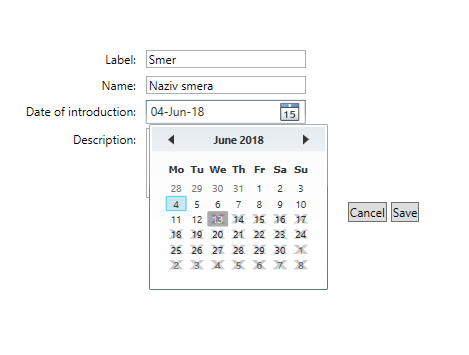 Label: Smer
Name: Naziv smera
Date of introduction: 04-Jun-18 15
Description:
June 2018
Mo Tu We Th Fr Sa Su
28 29 30 31 1 2 3
4 5 6 7 8 9 10
11 12 13 14 15 16 17
18 19 20 21 22 23 24
25 26 27 28 29 30 1
2 3 4 5 6 7 8
Cancel Save